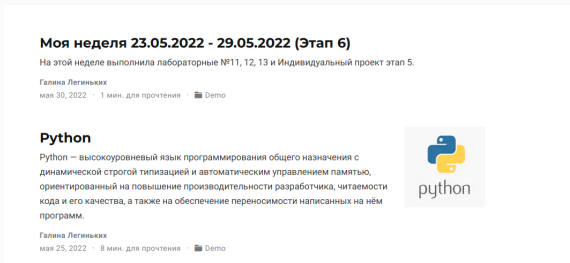 Моя неделя 23.05.2022 - 29.05.2022 (Этап 6)
На этой неделе выполнила лабораторные №11, 12, 13 и Индивидуальный проект этап 5.
Галина Легиньких
мая 30, 2022 · 1 мин. для прочтения · Demo
Python
Python — высокоуровневый язык программирования общего назначения с
динамической строгой типизацией и автоматическим управлением памятью,
ориентированный на повышение производительности разработчика, читаемости
кода и его качества, а также на обеспечение переносимости написанных на нём
программ.
python
Галина Легиньких
мая 25, 2022 · 8 мин. для прочтения · Demo